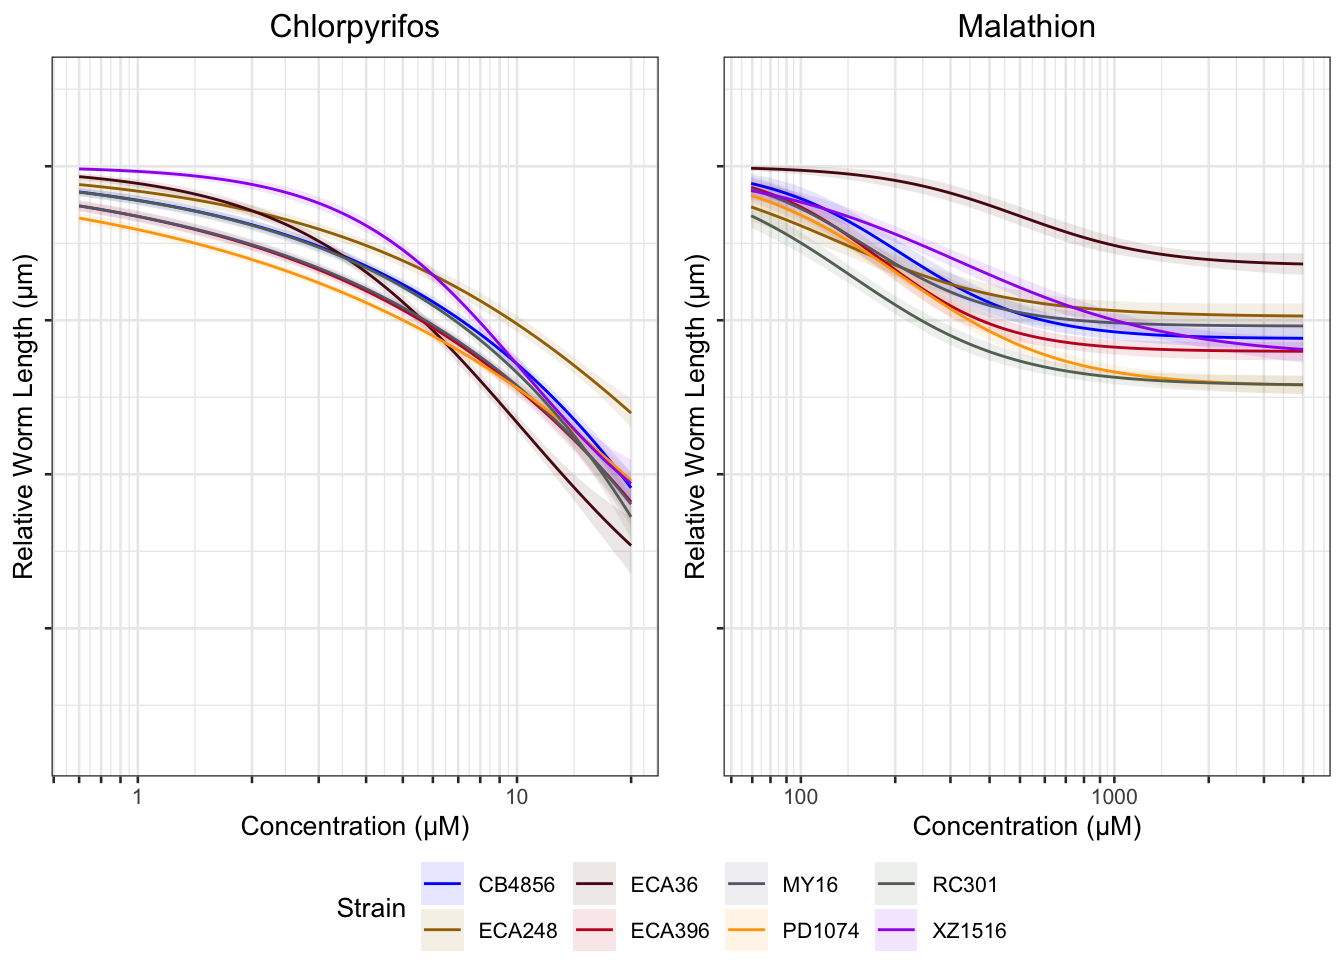 Chlorpyrifos
Malathion
Relative Worm Length (µm)
Relative Worm Length (µm)
1
10
100
1000
Concentration (µM)
Concentration (µM)
Strain
CB4856
ECA36
MY16
RC301
ECA248
ECA396
PD1074
XZ1516